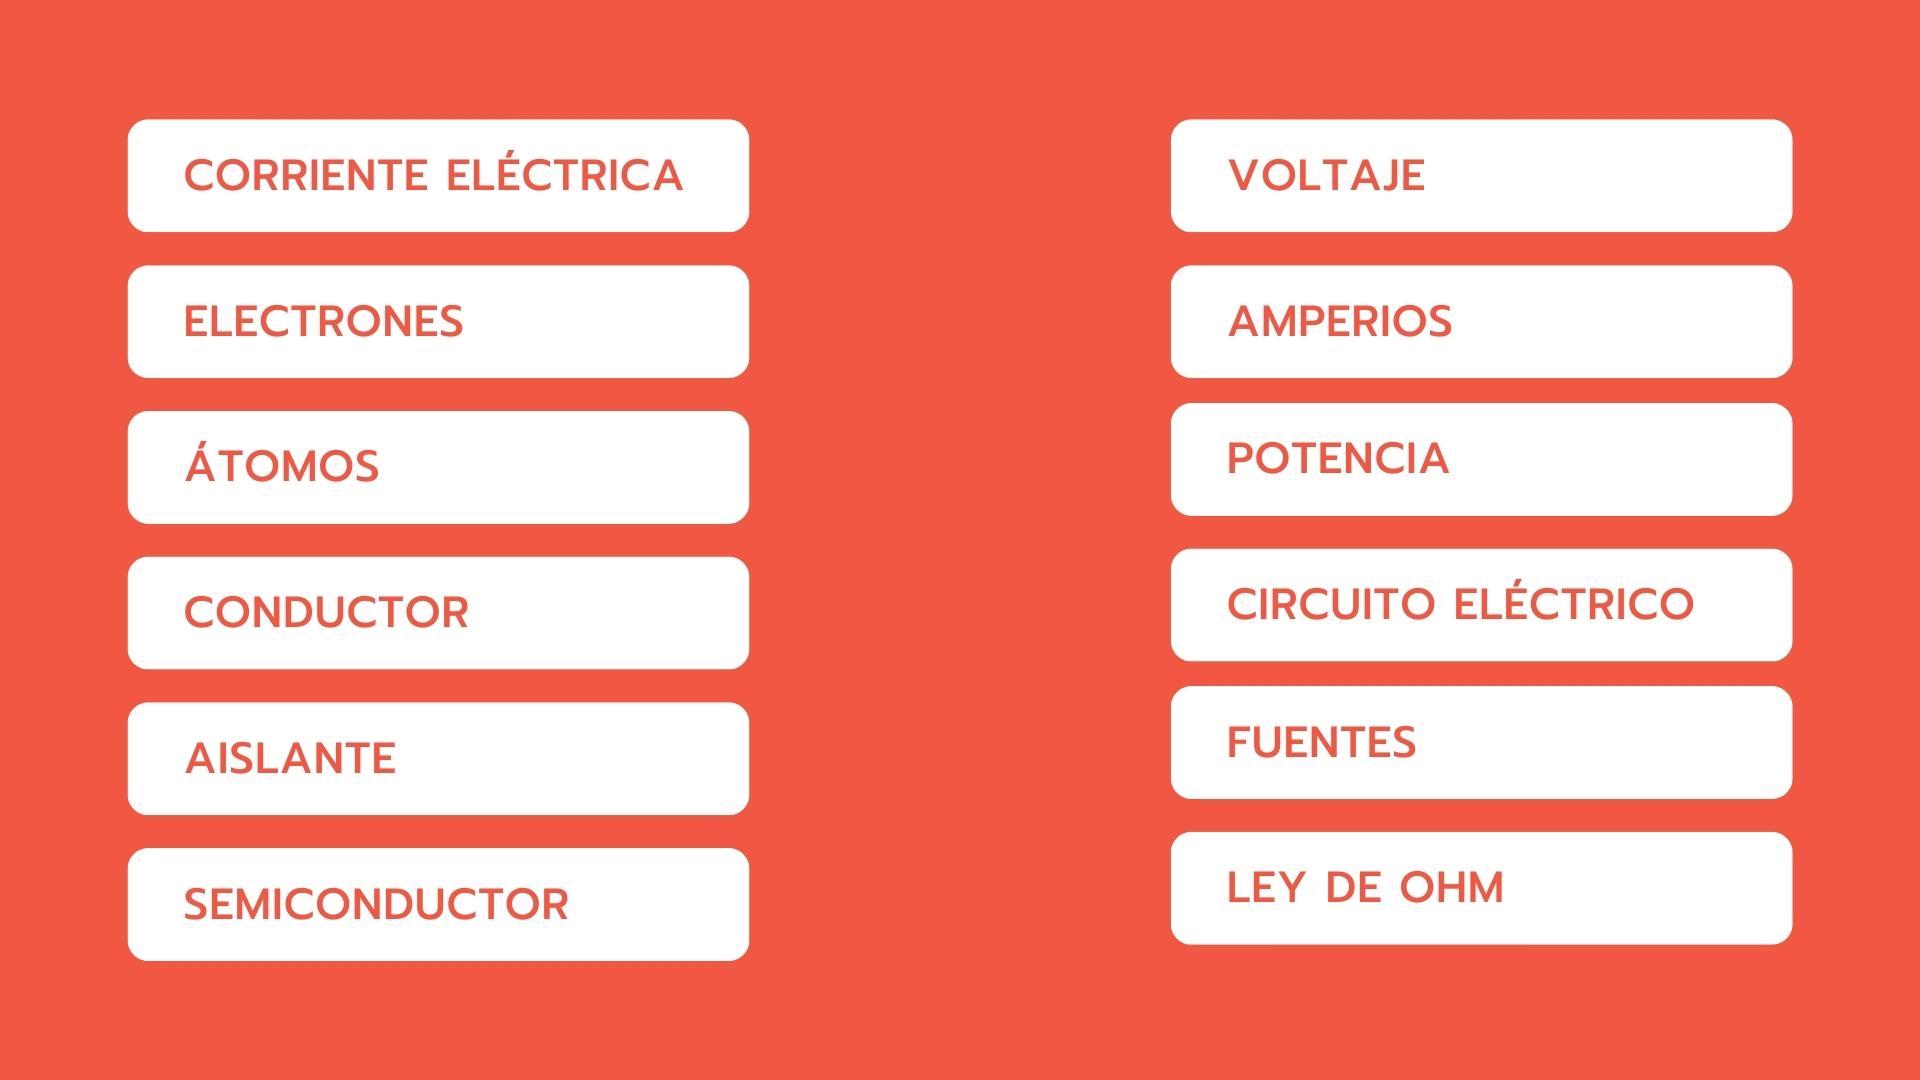 CORRIENTE ELÉCTRICA
ELECTRONES
ÁTOMOS
CONDUCTOR
AISLANTE
SEMICONDUCTOR
VOLTAJE
AMPERIOS
POTENCIA
CIRCUITO ELÉCTRICO
FUENTES
LEY DE OHM